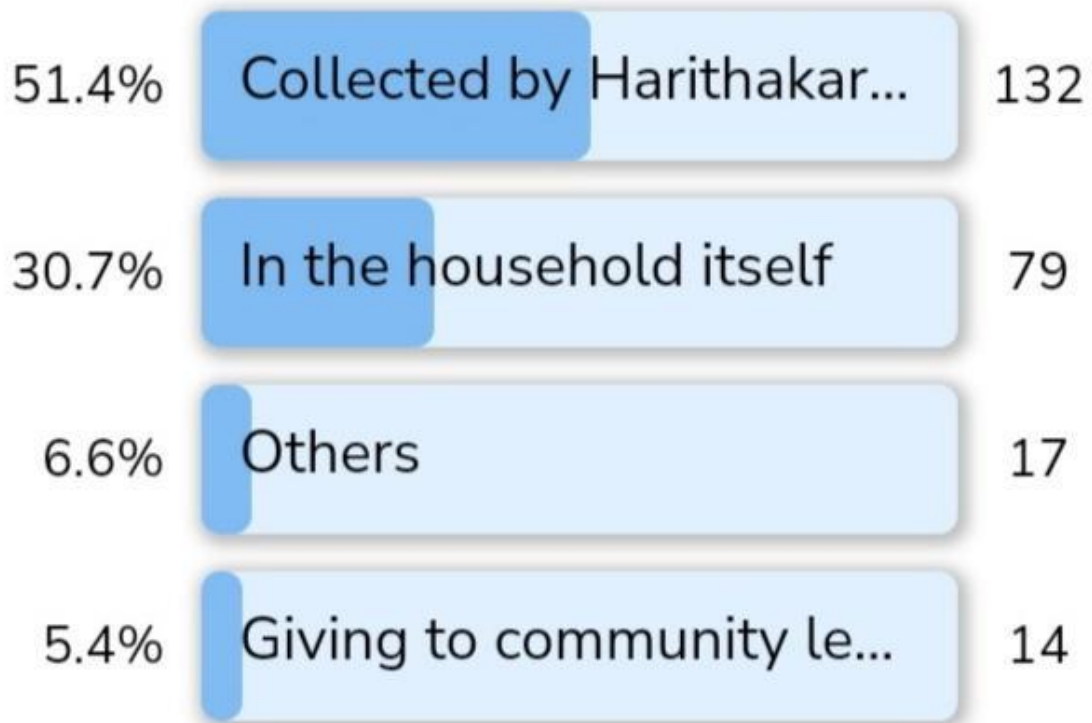 51.4% Collected by Harithakar... 132
30.7% In the household itself 79
6.6% Others 17
5.4% Giving to community le... 14